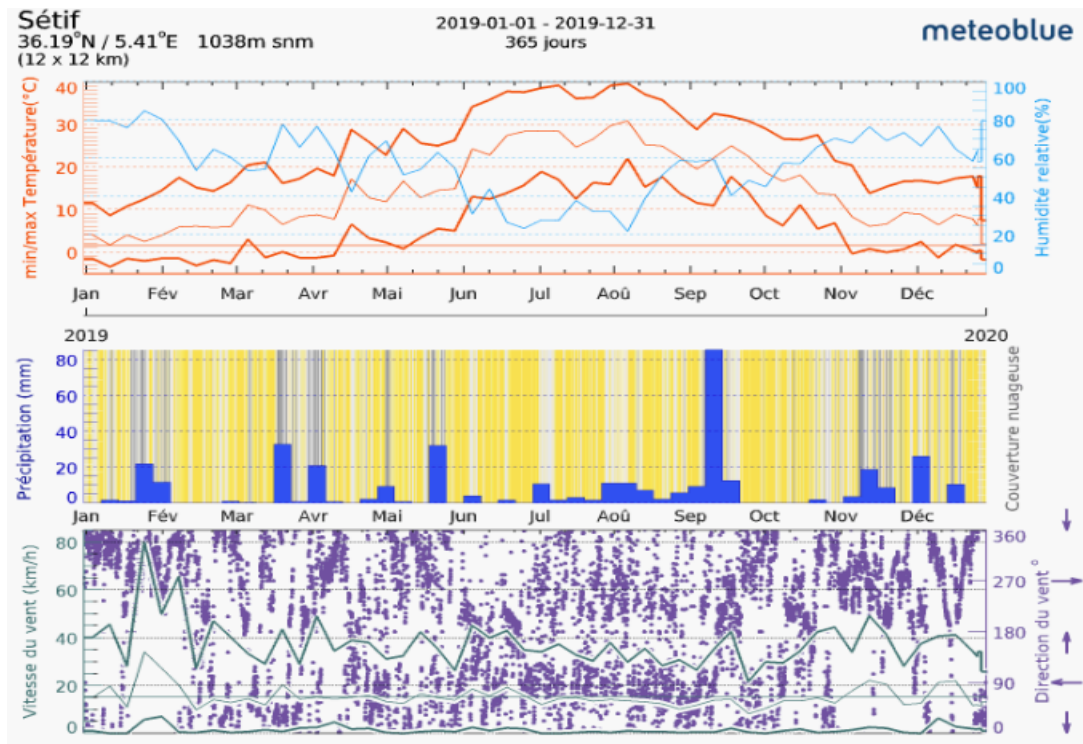 Sétif
36.19°N / 5.41°E 1038m snm
(12 x 12 km)
2019-01-01 - 2019-12-31
365 jours
meteoblue
min/max Température(°C)
40
30
20
10
0
100
80
60
40
20
0
Humidité relative(%)
Jan Fév Mar Avr Mai Jun Jul Aoû Sep Oct Nov Déc
2019 2020
Précipitation (mm)
80
60
40
20
0
Couverture nuageuse
Jan Fév Mar Avr Mai Jun Jul Aoû Sep Oct Nov Déc
Vitesse du vent (km/h)
80
60
40
20
0
360
270
180
90
0
Direction du vent °